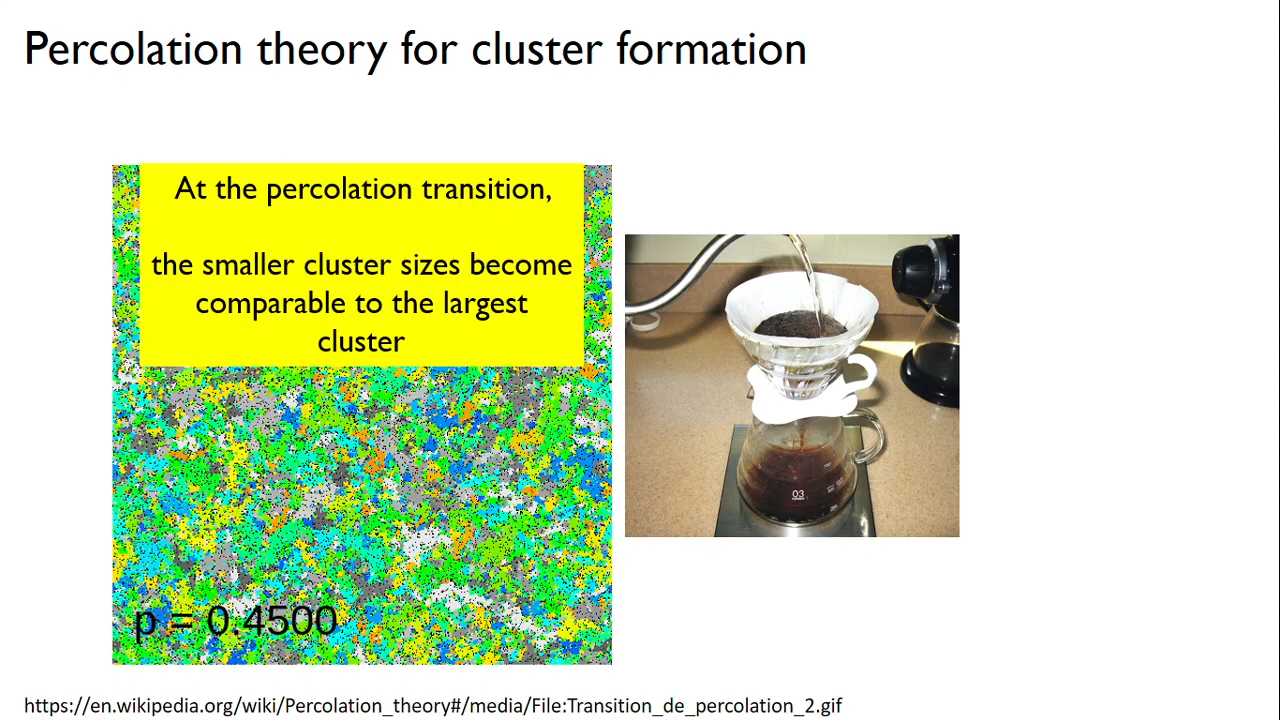 Percolation theory for cluster formation
At the percolation transition,
the smaller cluster sizes become
comparable to the largest
cluster
p = 0.4500
03
https://en.wikipedia.org/wiki/Percolation_theory#/media/File:Transition_de_percolation_2.gif